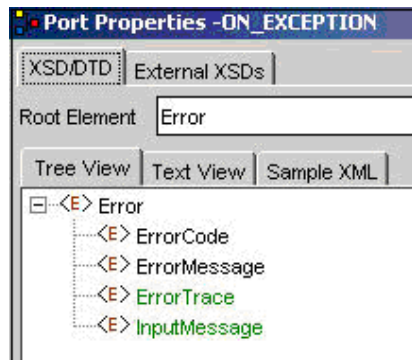 Port Properties -ON_EXCEPTION
XSD/DTD External XSDs
Root Element Error
Tree View Text View Sample XML
<E> Error
<E> ErrorCode
<E> ErrorMessage
<E> ErrorTrace
<E> InputMessage